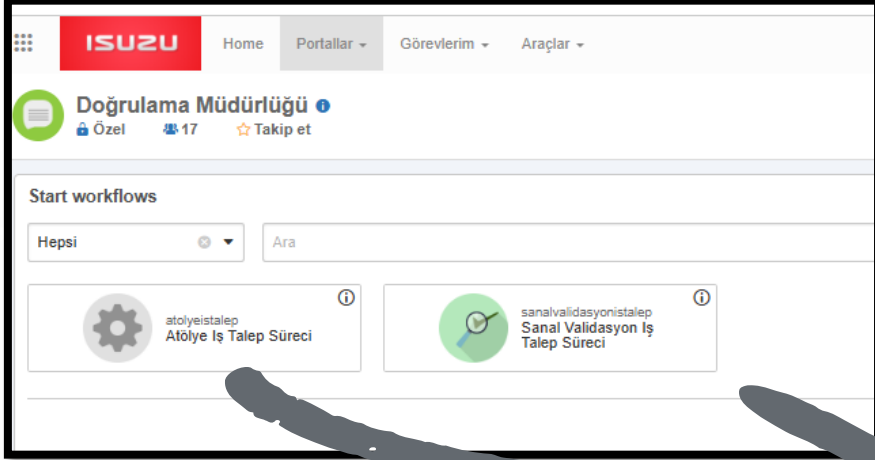 ISUZU Home Portallar Görevlerim Araçlar
Doğrulama Müdürlüğü
Özel 17 Takip et
Start workflows
Hepsi Ara
atolyeistalep
Atölye Iş Talep Süreci
sanalvalidasyonistalep
Sanal Validasyon Iş
Talep Süreci